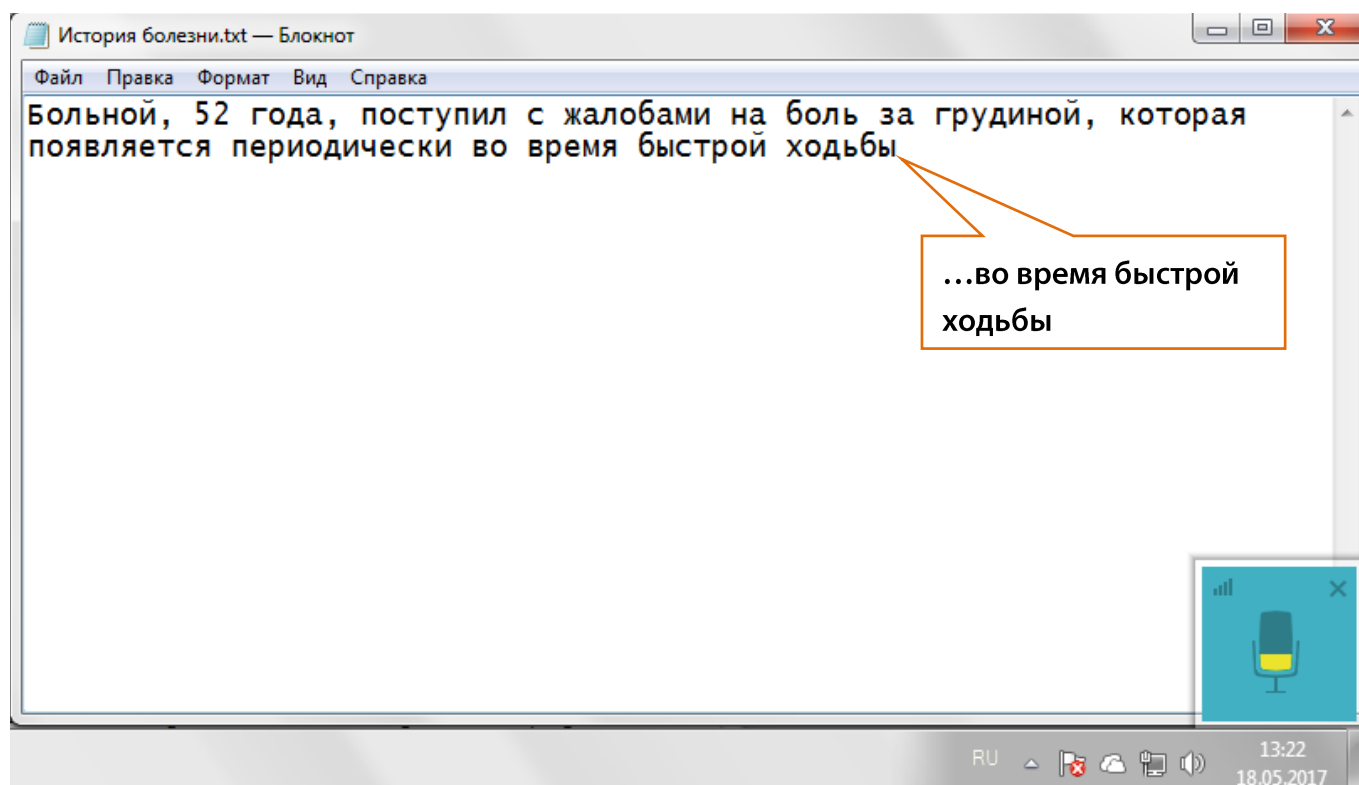 История болезни.txt — Блокнот
Файл Правка Формат Вид Справка
Больной, 52 года, поступил с жалобами на боль за грудиной, которая
появляется периодически во время быстрой ходьбы
...во время быстрой
ходьбы
RU
13:22
18.05.2017